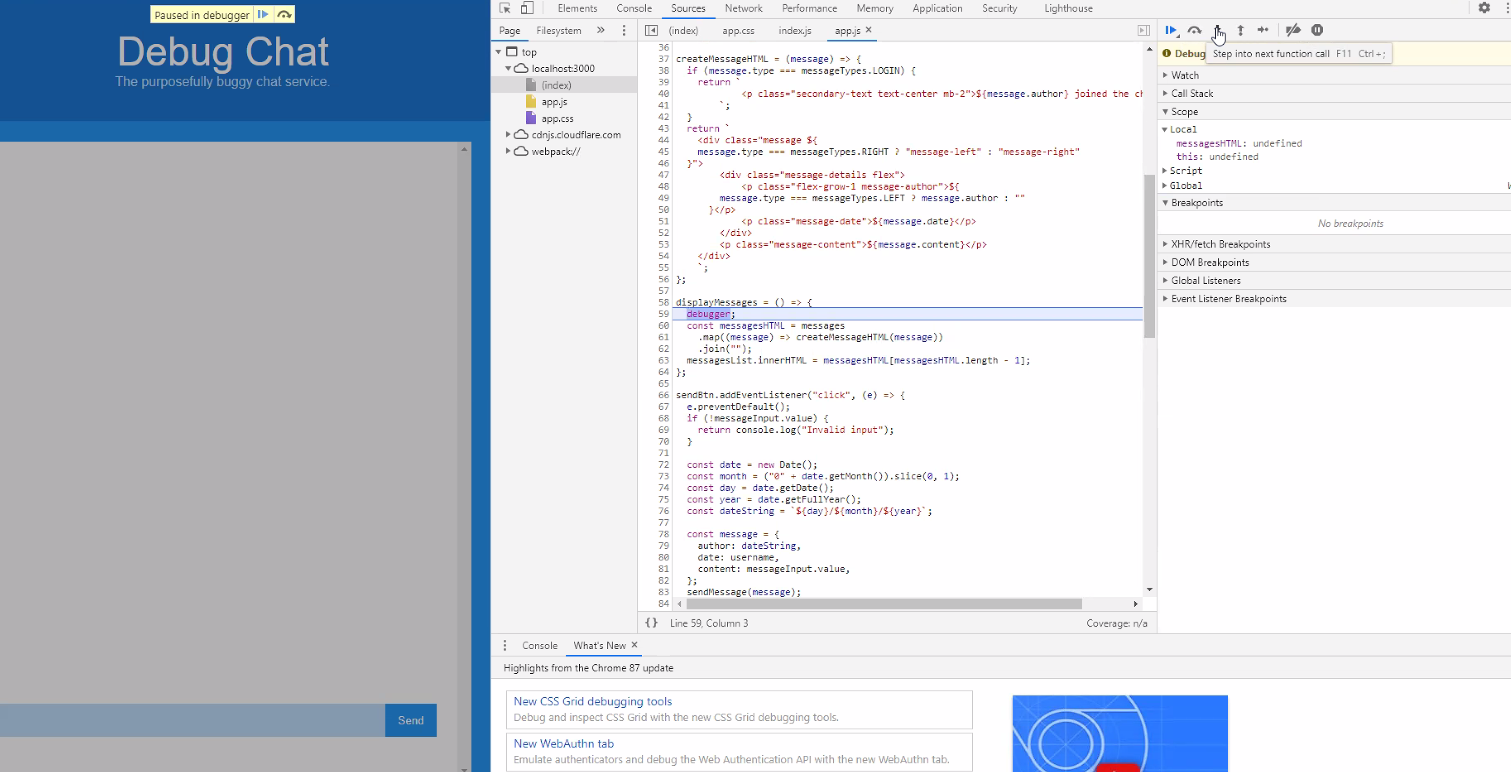 Paused in debugger
Debug Chat
The purposefully buggy chat service.
Send
Elements Console Sources Network Performance Memory Application Security Lighthouse
Page Filesystem »
top
localhost:3000
(index)
app.js
app.css
cdnjs.cloudflare.com
webpack://
(index) app.css index.js app.js ×
36
37 createMessageHTML = (message) => {
38 if (message.type === messageTypes.LOGIN) {
39 return `
40 <p class="secondary-text text-center mb-2">${message.author} joined the ch
41 `;
42 }
43 return `
44 <div class="message ${
45 message.type === messageTypes.RIGHT ? "message-left" : "message-right"
46 }">
47 <div class="message-details flex">
48 <p class="flex-grow-1 message-author">${
49 message.type === messageTypes.LEFT ? message.author : ""
50 }</p>
51 <p class="message-date">${message.date}</p>
52 </div>
53 <p class="message-content">${message.content}</p>
54 </div>
55 `;
56 };
57
58 displayMessages = () => {
59 debugger;
60 const messagesHTML = messages
61 .map((message) => createMessageHTML(message))
62 .join("");
63 messagesList.innerHTML = messagesHTML[messagesHTML.length - 1];
64 };
65
66 sendBtn.addEventListener("click", (e) => {
67 e.preventDefault();
68 if (!messageInput.value) {
69 return console.log("Invalid input");
70 }
71
72 const date = new Date();
73 const month = ("0" + date.getMonth()).slice(0, 1);
74 const day = date.getDate();
75 const year = date.getFullYear();
76 const dateString = `${day}/${month}/${year}`;
77
78 const message = {
79 author: dateString,
80 date: username,
81 content: messageInput.value,
82 };
83 sendMessage(message);
84
{} Line 59, Column 3 Coverage: n/a
Debug
Step into next function call F11 Ctrl+;
Watch
Call Stack
Scope
Local
messagesHTML: undefined
this: undefined
Script
Global
Breakpoints
No breakpoints
XHR/fetch Breakpoints
DOM Breakpoints
Global Listeners
Event Listener Breakpoints
Console What's New ×
Highlights from the Chrome 87 update
New CSS Grid debugging tools
Debug and inspect CSS Grid with the new CSS Grid debugging tools.
New WebAuthn tab
Emulate authenticators and debug the Web Authentication API with the new WebAuthn tab.